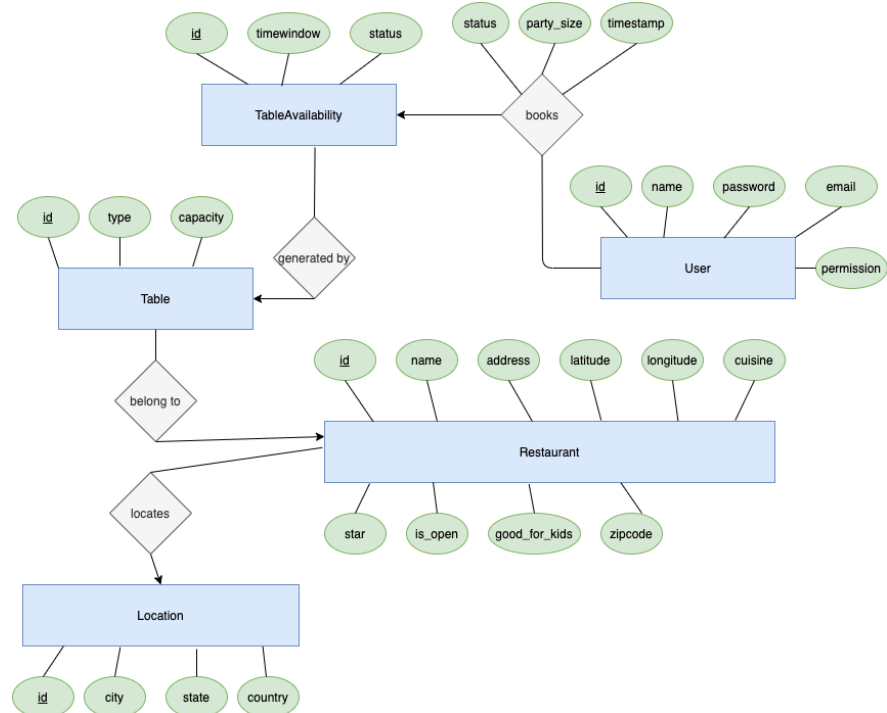 id
timewindow
status
status
party_size
timestamp
TableAvailability
books
id
name
password
email
id
type
capacity
generated by
User
permission
Table
id
name
address
latitude
longitude
cuisine
belong to
Restaurant
locates
star
is_open
good_for_kids
zipcode
Location
id
city
state
country